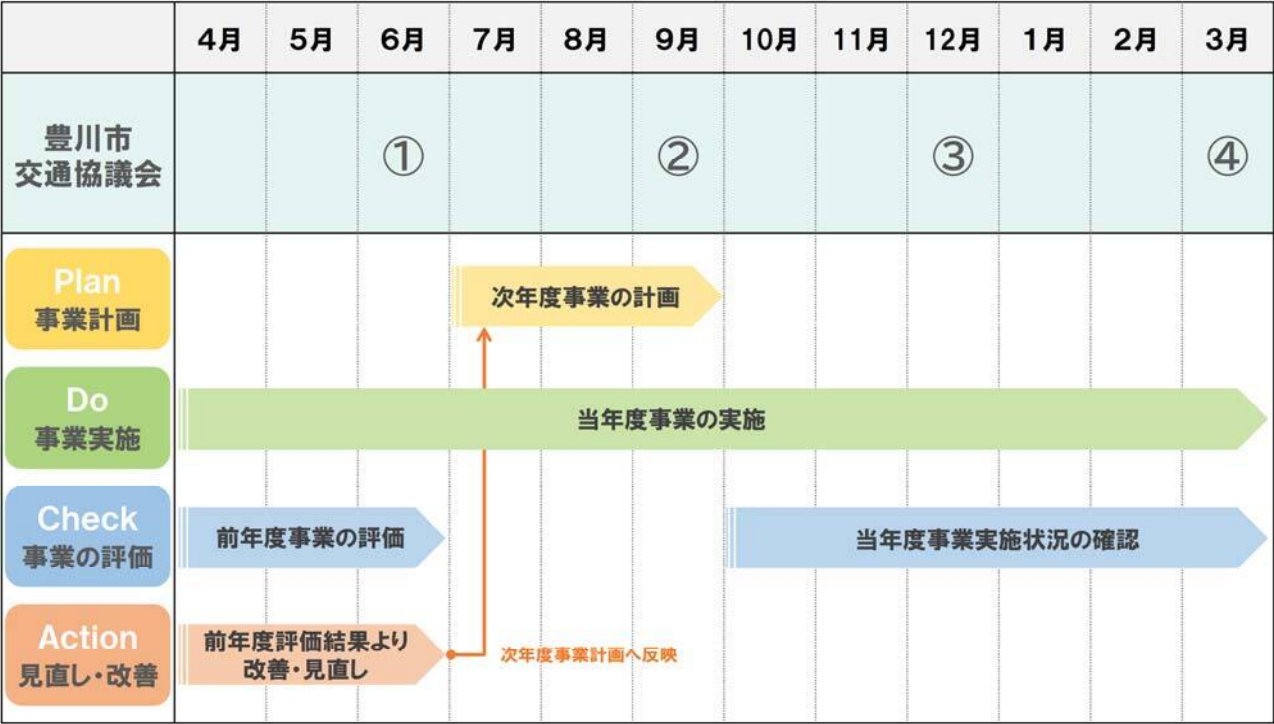 4月 5月 6月 7月 8月 9月 10月 11月 12月 1月 2月 3月
豊川市
交通協議会
① ② ③ ④
Plan
事業計画
次年度事業の計画
Do
事業実施
当年度事業の実施
Check
事業の評価
前年度事業の評価
当年度事業実施状況の確認
Action
見直し・改善
前年度評価結果より
改善・見直し
次年度事業計画へ反映